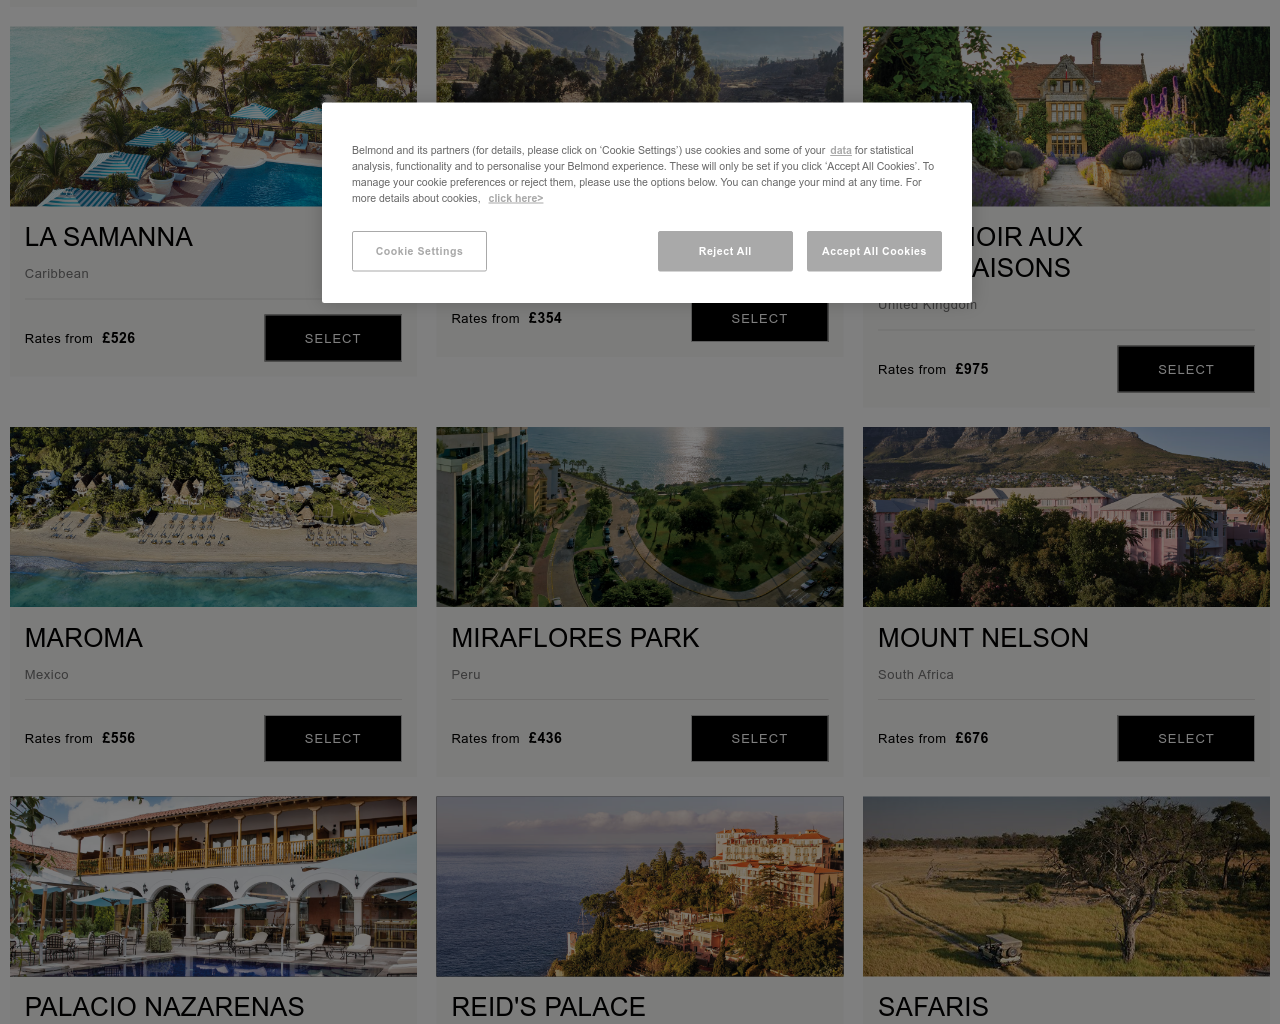 Belmond and its partners (for details, please click on ‘Cookie Settings’) use cookies and some of your data for statistical
analysis, functionality and to personalise your Belmond experience. These will only be set if you click ‘Accept All Cookies’. To
manage your cookie preferences or reject them, please use the options below. You can change your mind at any time. For
more details about cookies, click here>
Cookie Settings
Reject All
Accept All Cookies
LA SAMANNA
Caribbean
Rates from £526
SELECT
Rates from £354
SELECT
OIR AUX
AISONS
United Kingdom
Rates from £975
SELECT
MAROMA
Mexico
Rates from £556
SELECT
MIRAFLORES PARK
Peru
Rates from £436
SELECT
MOUNT NELSON
South Africa
Rates from £676
SELECT
PALACIO NAZARENAS
REID'S PALACE
SAFARIS